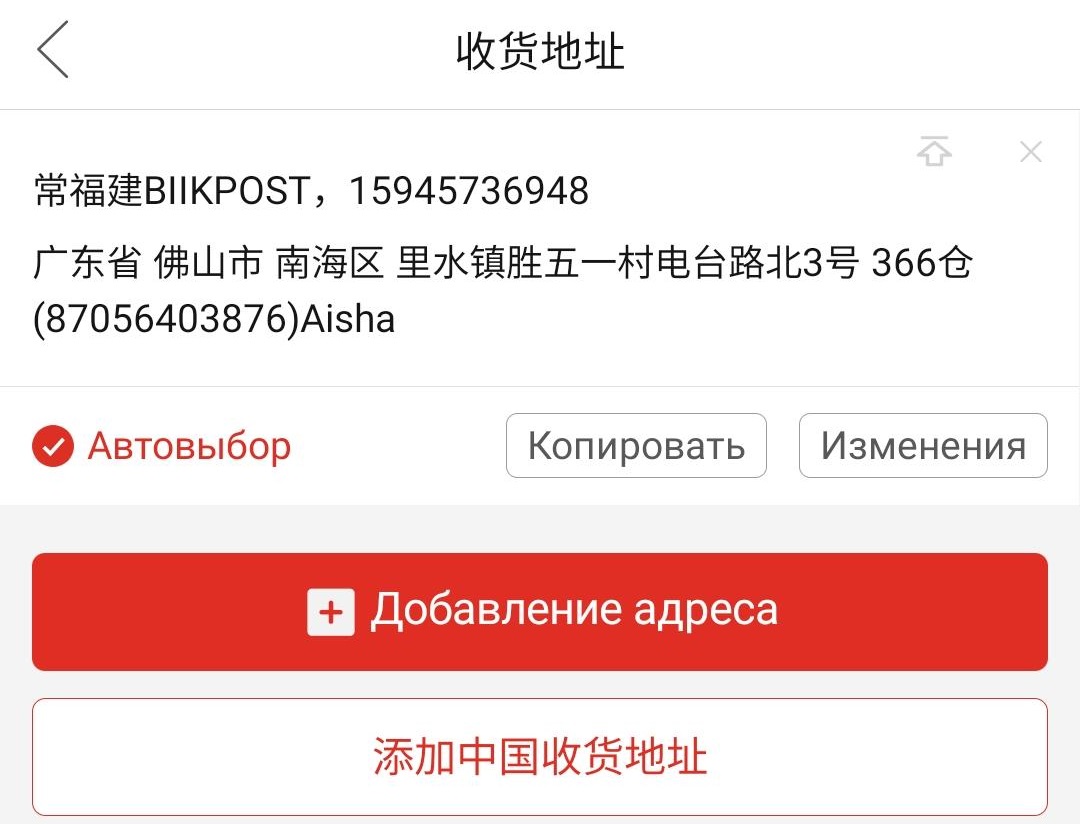 收货地址
常福建BIIKPOST，15945736948
广东省 佛山市 南海区 里水镇胜五一村电台路北3号 366仓
(87056403876)Aisha
Автовыбор
Копировать
Изменения
Добавление адреса
添加中国收货地址